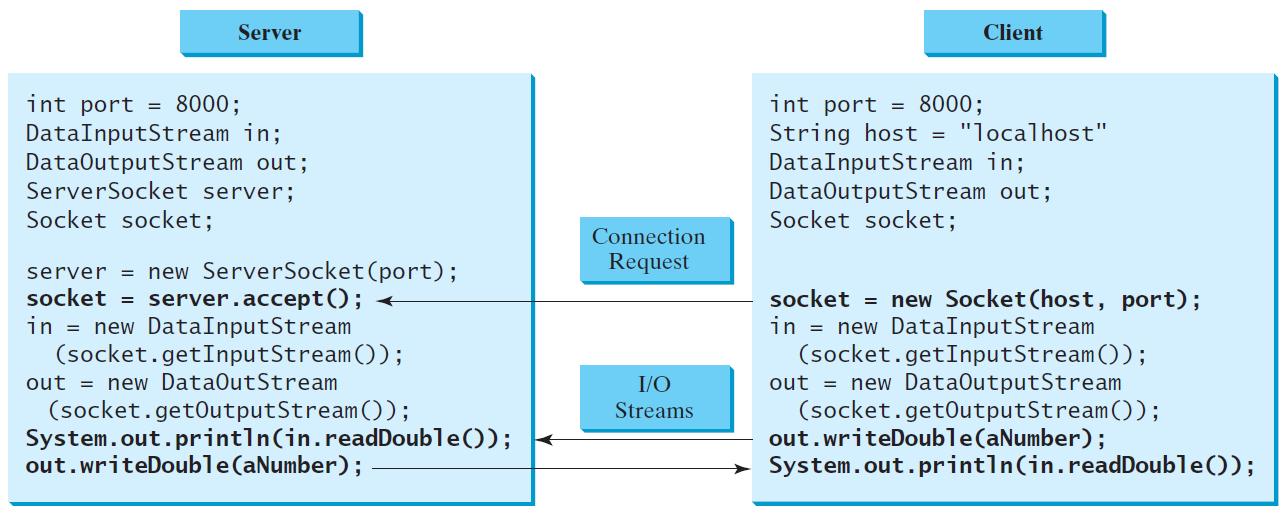 Server
int port = 8000;
DataInputStream in;
DataOutputStream out;
ServerSocket server;
Socket socket;
server = new ServerSocket(port);
socket = server.accept();
in = new DataInputStream
(socket.getInputStream());
out = new DataOutStream
(socket.getOutputStream());
System.out.println(in.readDouble());
out.writeDouble(aNumber);
Connection
Request
I/O
Streams
Client
int port = 8000;
String host = "localhost"
DataInputStream in;
DataOutputStream out;
Socket socket;
socket = new Socket(host, port);
in = new DataInputStream
(socket.getInputStream());
out = new DataOutputStream
(socket.getOutputStream());
out.writeDouble(aNumber);
System.out.println(in.readDouble());